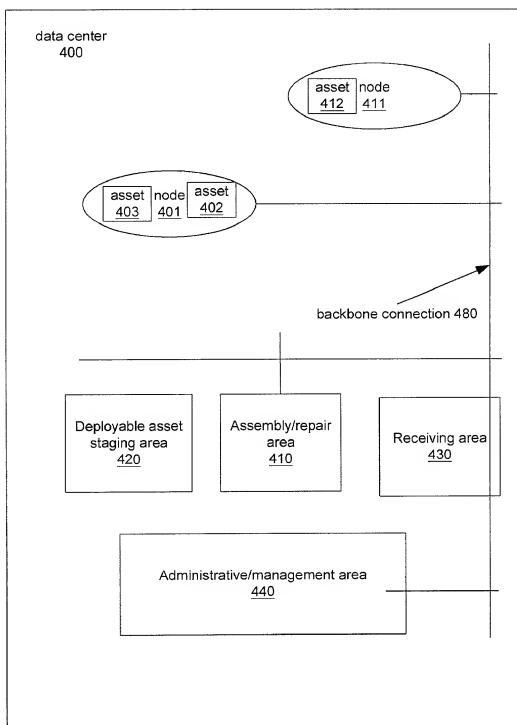 data center
400
asset
412
node
411
asset
403
node
401
asset
402
backbone connection 480
Deployable asset
staging area
420
Assembly/repair
area
410
Receiving area
430
Administrative/management area
440